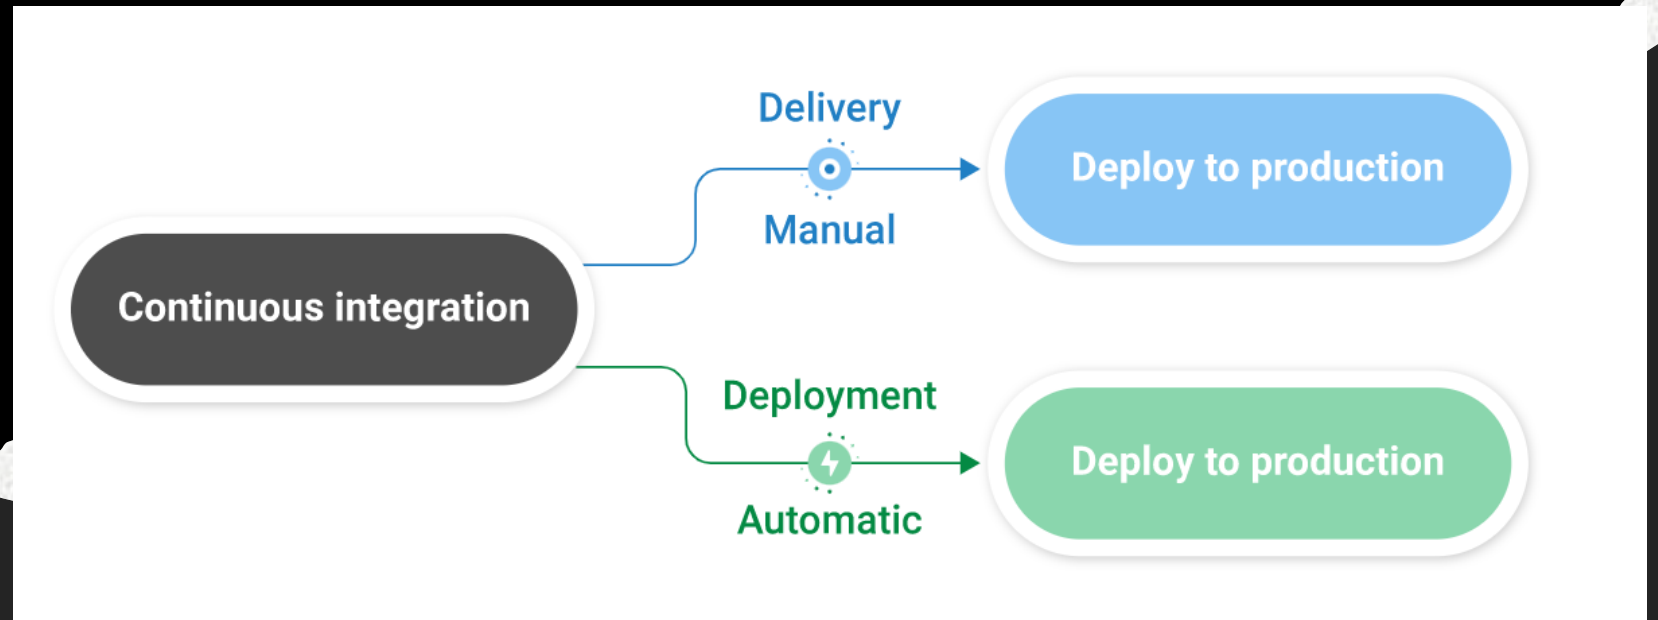 Delivery
Deploy to production
Manual
Continuous integration
Deployment
Deploy to production
Automatic